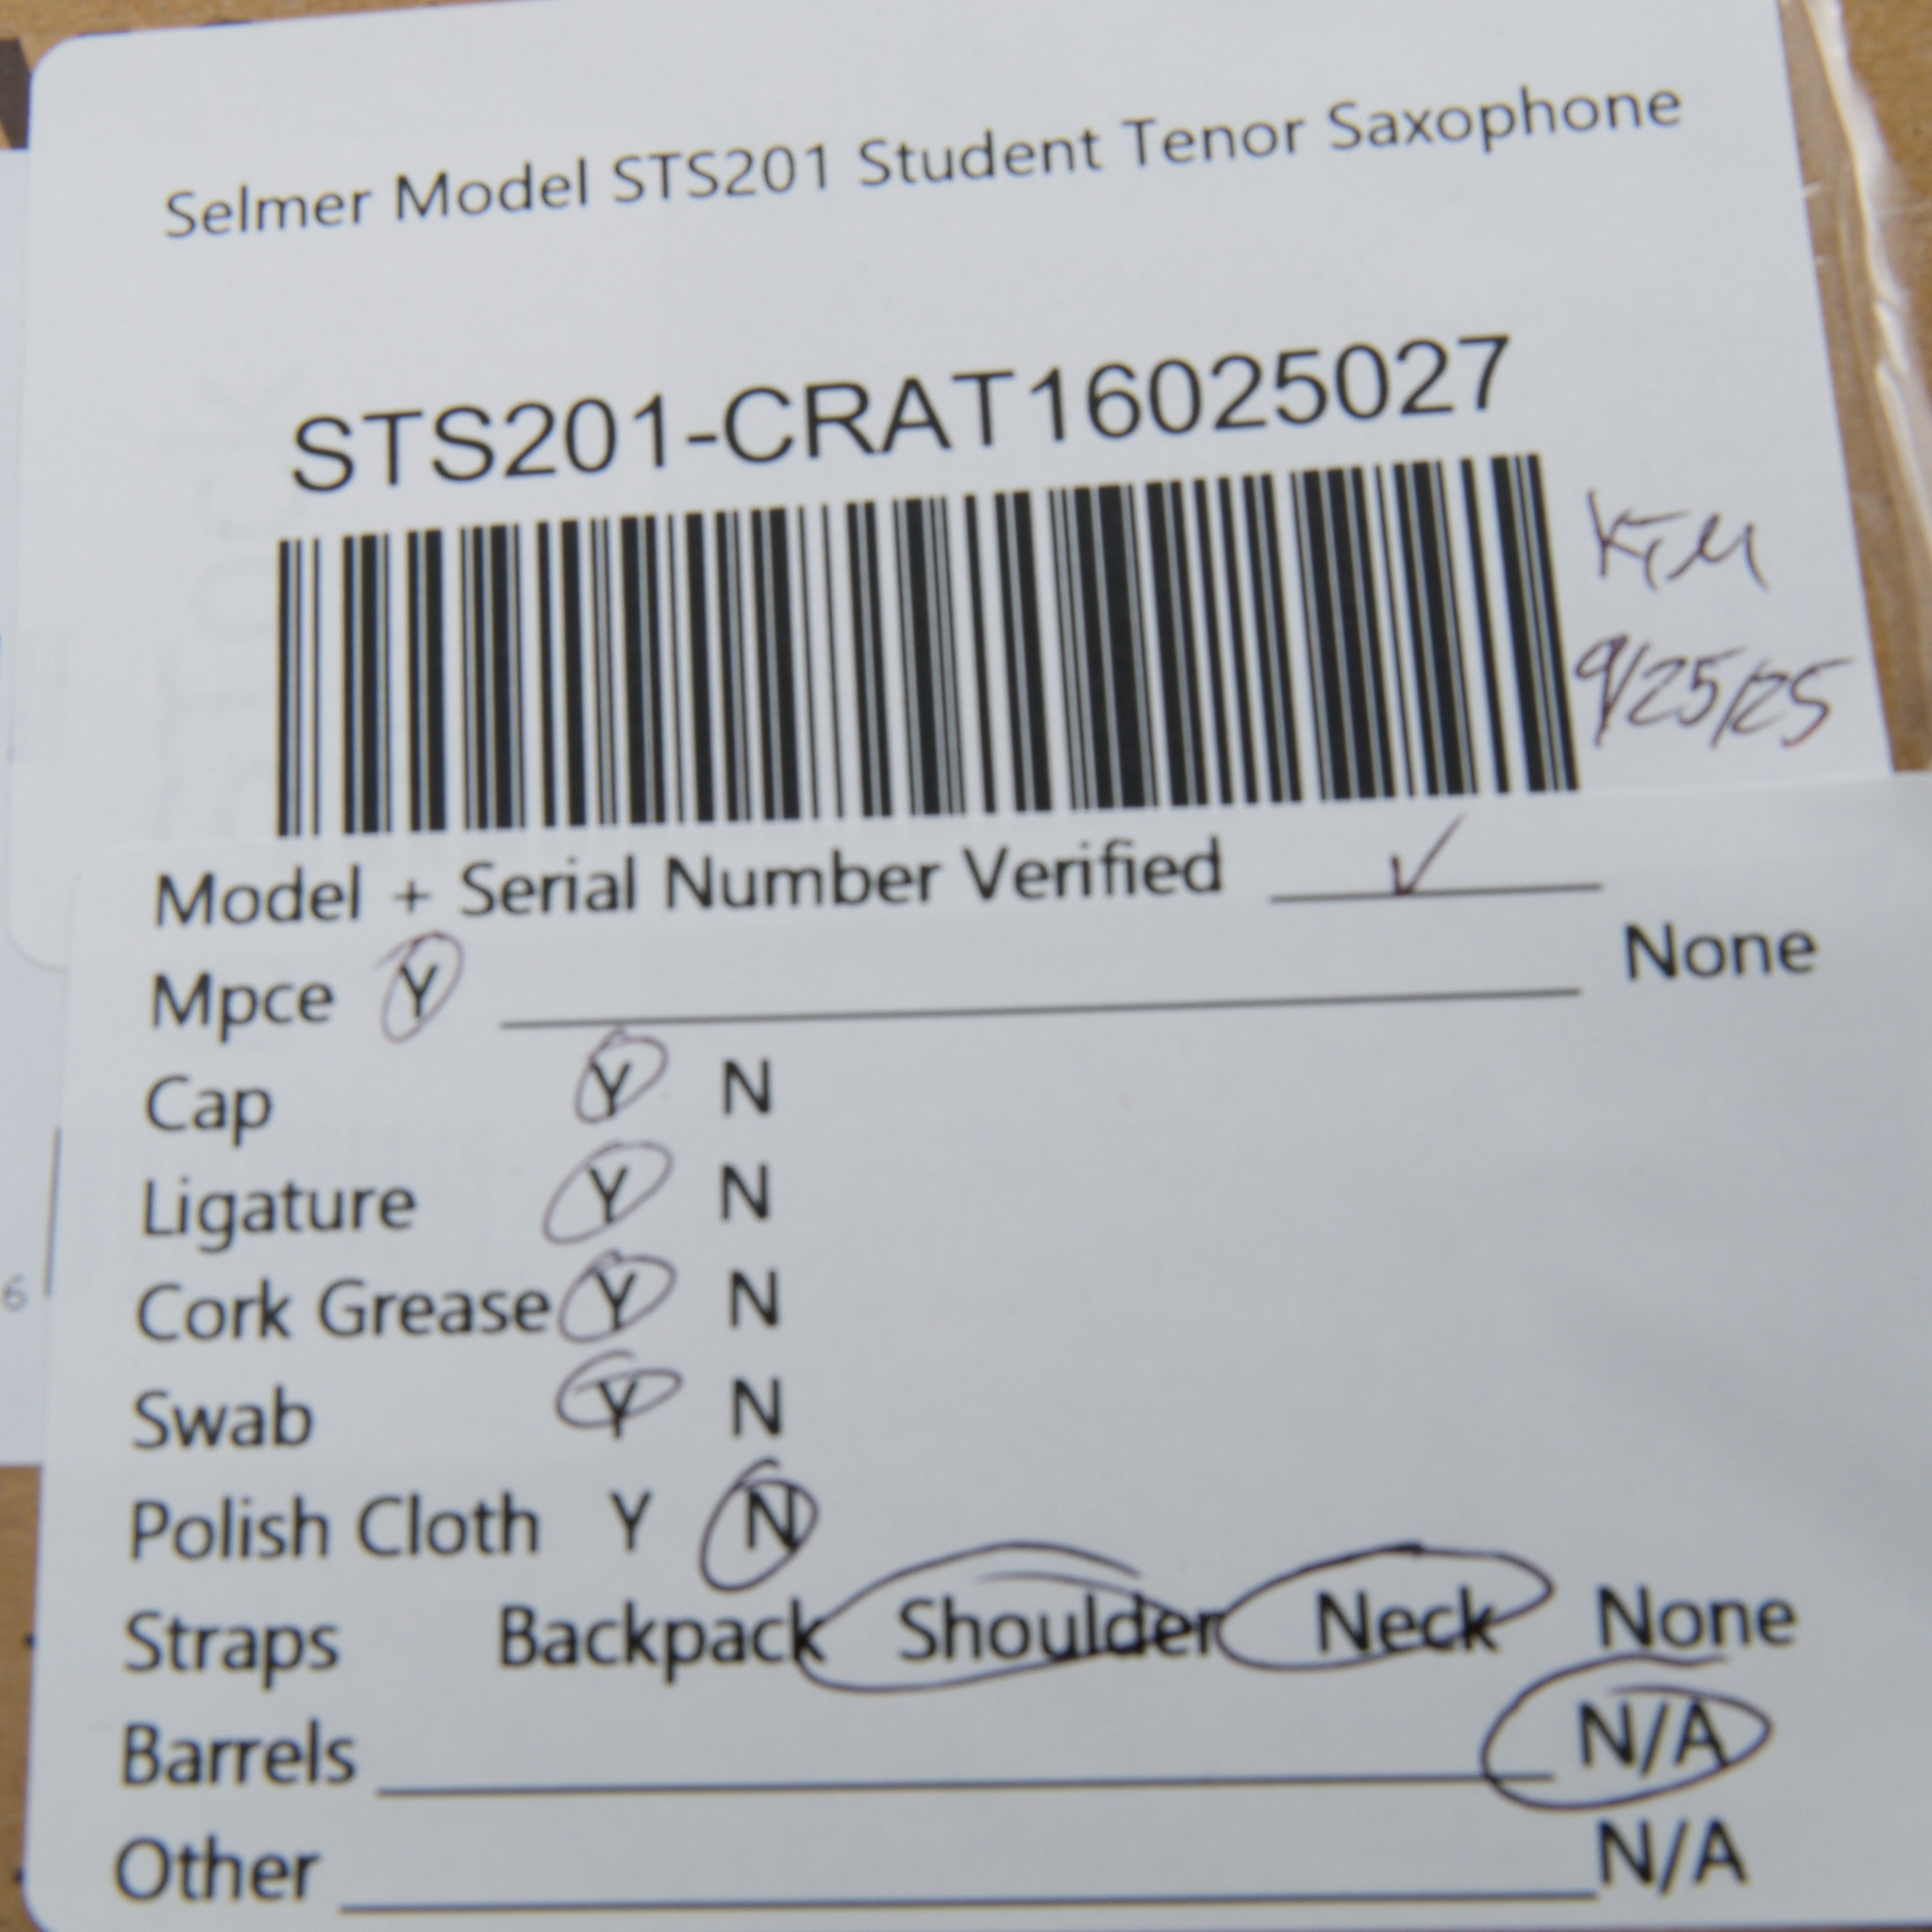 Selmer Model STS201 Student Tenor Saxophone
STS201-CRAT16025027
9/25/25
Model + Serial Number Verified ✓
Mpce Y None
Cap Y N
Ligature Y N
Cork Grease Y N
Swab Y N
Polish Cloth Y N
Straps Backpack Shoulder Neck None
Barrels N/A
Other N/A
6